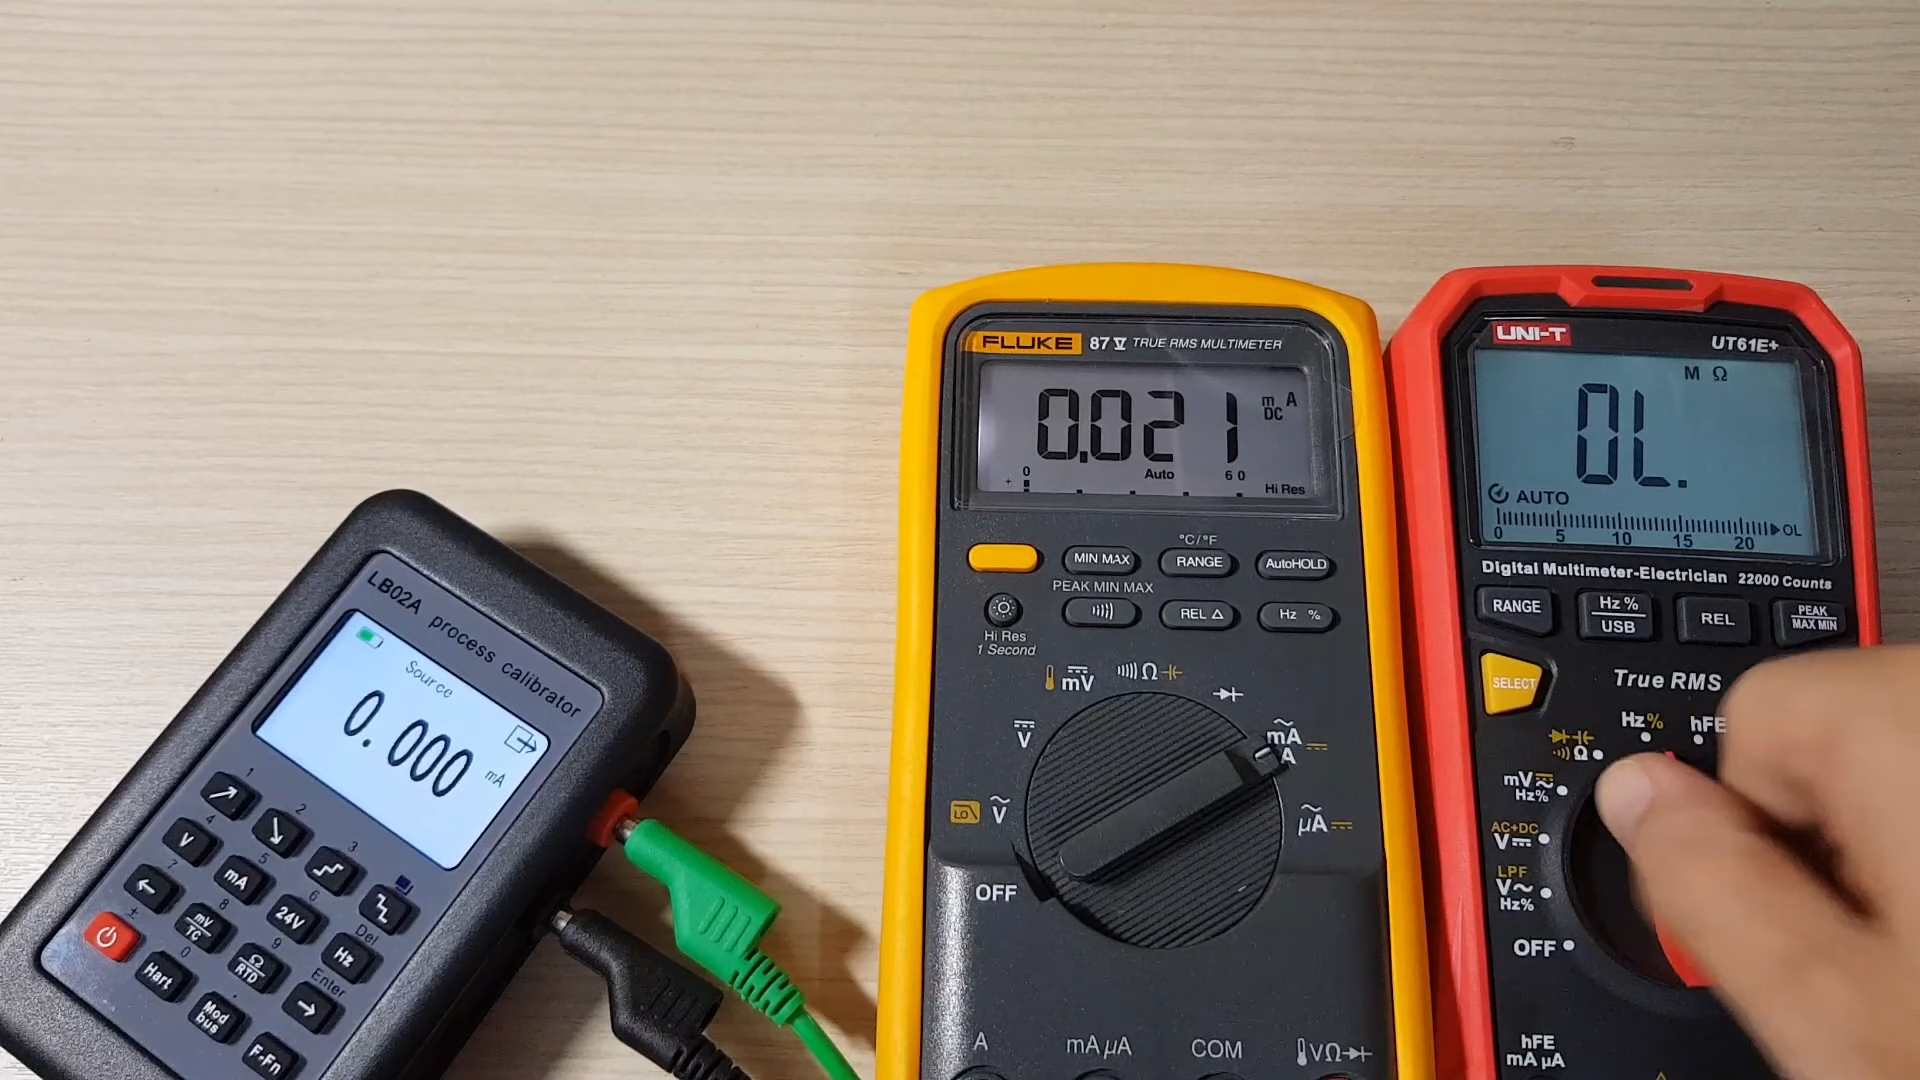 LB02A process calibrator
Source
0.000 mA
1
2
3
4
V
5
mA
6
24V
Del
7
8
mV
TC
9
Ω
RTD
Hz
±
0
Hart
.
Mod
bus
Enter
F.Fn
FLUKE 87 V TRUE RMS MULTIMETER
0.021 mA
DC
0 Auto 60
+ Hi Res
°C/°F
MIN MAX RANGE AutoHOLD
PEAK MIN MAX
REL Δ Hz %
Hi Res
1 Second
mV Ω
V mA
A
LO V µA
OFF
A mA µA COM VΩ
UNI-T UT61E+
M Ω
OL.
AUTO
0 5 10 15 20 OL
Digital Multimeter-Electrician 22000 Counts
RANGE Hz %
USB REL PEAK
MAX MIN
SELECT True RMS
Hz% hFE
Ω
mV
Hz%
AC+DC
V
LPF
V~
Hz%
OFF
hFE
mA µA